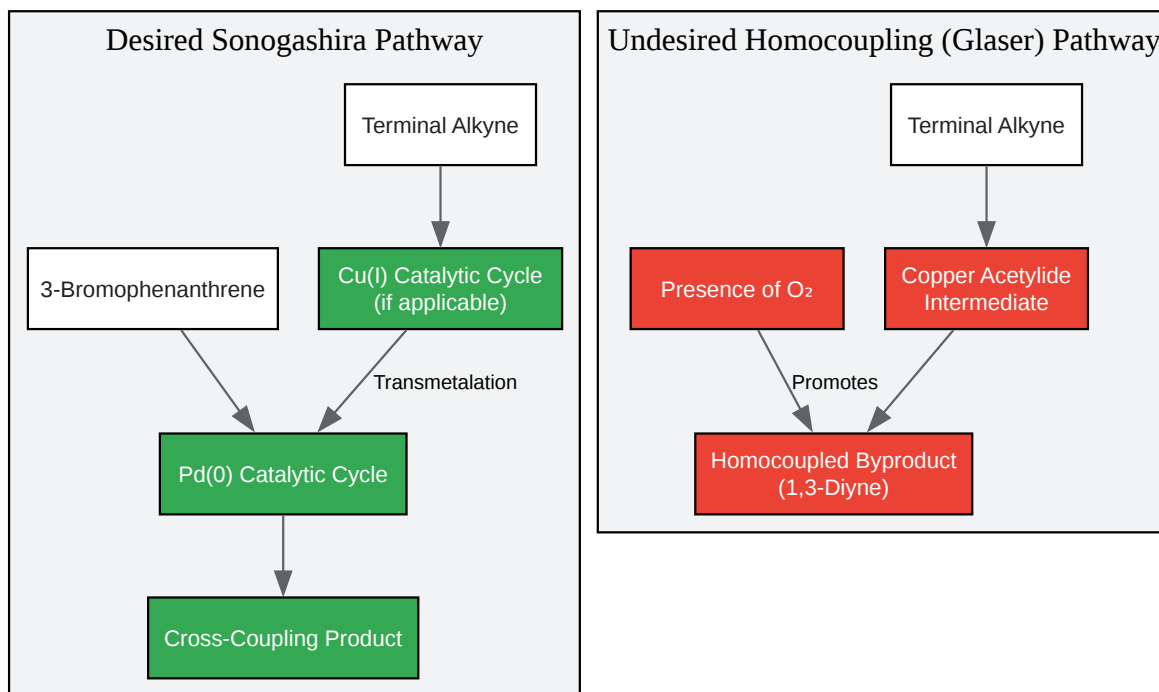 Desired Sonogashira Pathway
Terminal Alkyne
3-Bromophenanthrene
Cu(I) Catalytic Cycle
(if applicable)
Transmetalation
Pd(0) Catalytic Cycle
Cross-Coupling Product
Undesired Homocoupling (Glaser) Pathway
Terminal Alkyne
Presence of O₂
Copper Acetylide
Intermediate
Promotes
Homocoupled Byproduct
(1,3-Diyne)